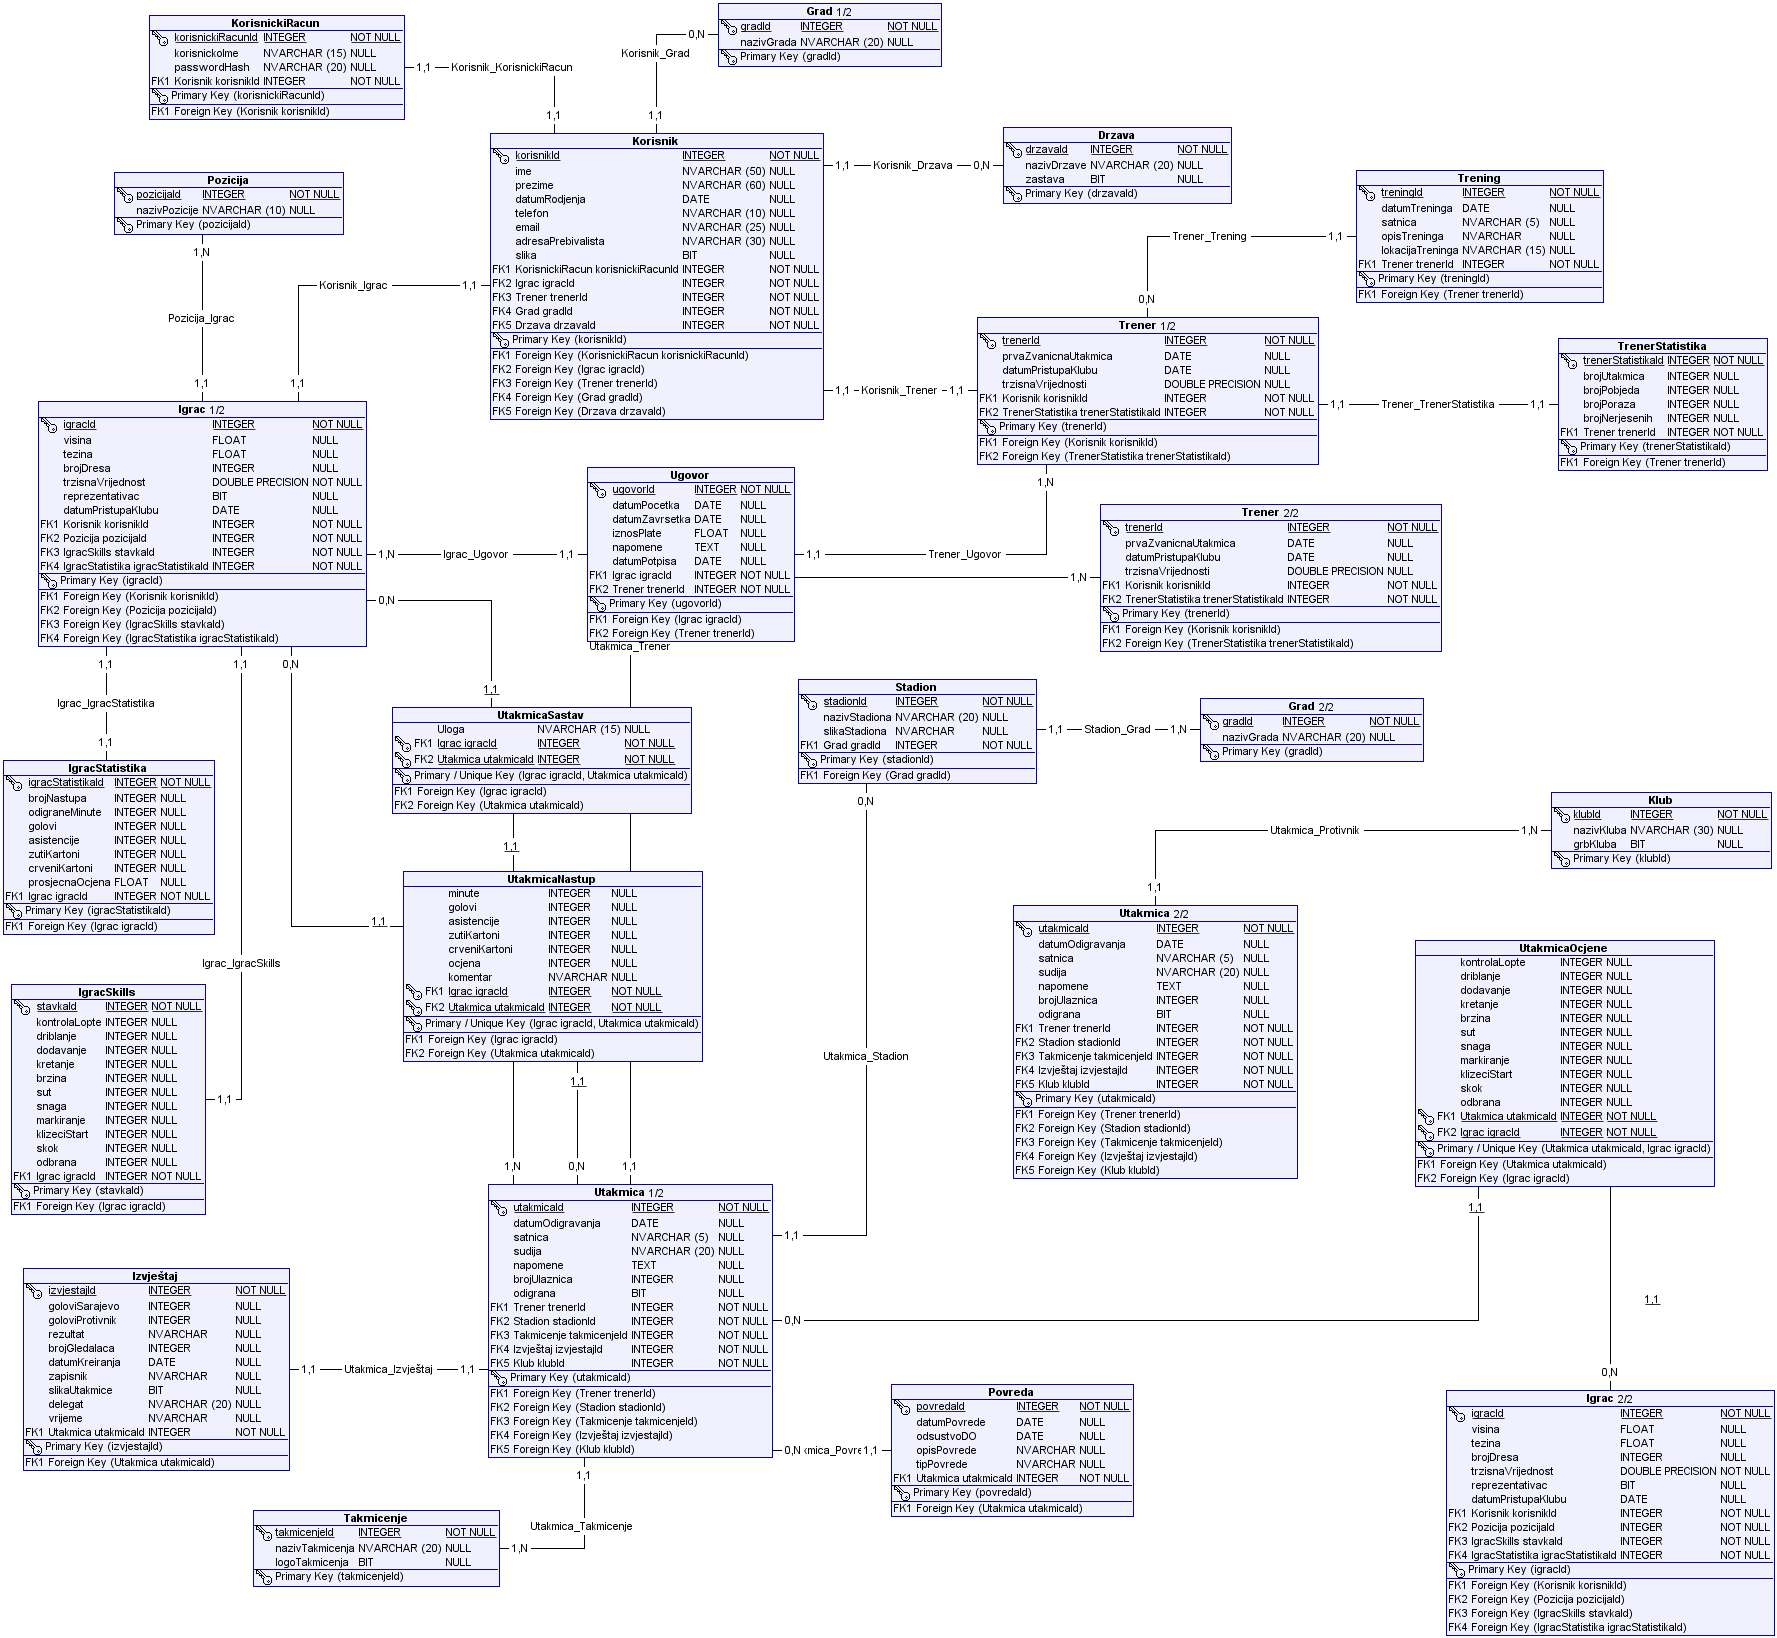 KorisnickiRacun
korisnickiRacunId INTEGER NOT NULL
korisnickoIme NVARCHAR (15) NULL
passwordHash NVARCHAR (20) NULL
FK1 Korisnik korisnikId INTEGER NOT NULL
Primary Key (korisnickiRacunId)
FK1 Foreign Key (Korisnik korisnikId)
1,1 Korisnik_KorisnickiRacun
1,1
Grad 1/2
gradId INTEGER NOT NULL
nazivGrada NVARCHAR (20) NULL
Primary Key (gradId)
0,N
Korisnik_Grad
1,1
Korisnik
korisnikId INTEGER NOT NULL
ime NVARCHAR (50) NULL
prezime NVARCHAR (60) NULL
datumRodjenja DATE NULL
telefon NVARCHAR (10) NULL
email NVARCHAR (25) NULL
adresaPrebivalista NVARCHAR (30) NULL
slika BIT NULL
FK1 KorisnickiRacun korisnickiRacunId INTEGER NOT NULL
FK2 Igrac igracId INTEGER NOT NULL
FK3 Trener trenerId INTEGER NOT NULL
FK4 Grad gradId INTEGER NOT NULL
FK5 Drzava drzavaId INTEGER NOT NULL
Primary Key (korisnikId)
FK1 Foreign Key (KorisnickiRacun korisnickiRacunId)
FK2 Foreign Key (Igrac igracId)
FK3 Foreign Key (Trener trenerId)
FK4 Foreign Key (Grad gradId)
FK5 Foreign Key (Drzava drzavaId)
1,1 Korisnik_Drzava 0,N
Drzava
drzavaId INTEGER NOT NULL
nazivDrzave NVARCHAR (20) NULL
zastava BIT NULL
Primary Key (drzavaId)
Trening
treningId INTEGER NOT NULL
datumTreninga DATE NULL
satnica NVARCHAR (5) NULL
opisTreninga NVARCHAR NULL
lokacijaTreninga NVARCHAR (15) NULL
FK1 Trener trenerId INTEGER NOT NULL
Primary Key (treningId)
FK1 Foreign Key (Trener trenerId)
Trener_Trening 1,1
0,N
Pozicija
pozicijaId INTEGER NOT NULL
nazivPozicije NVARCHAR (10) NULL
Primary Key (pozicijaId)
1,N
Pozicija_Igrac
1,1
Korisnik_Igrac 1,1
1,1
Trener 1/2
trenerId INTEGER NOT NULL
prvaZvanicnaUtakmica DATE NULL
datumPristupaKlubu DATE NULL
trzisnaVrijednosti DOUBLE PRECISION NULL
FK1 Korisnik korisnikId INTEGER NOT NULL
FK2 TrenerStatistika trenerStatistikaId INTEGER NOT NULL
Primary Key (trenerId)
FK1 Foreign Key (Korisnik korisnikId)
FK2 Foreign Key (TrenerStatistika trenerStatistikaId)
1,1 Korisnik_Trener 1,1
1,1 Trener_TrenerStatistika 1,1
TrenerStatistika
trenerStatistikaId INTEGER NOT NULL
brojUtakmica INTEGER NULL
brojPobjeda INTEGER NULL
brojPoraza INTEGER NULL
brojNerjesenih INTEGER NULL
FK1 Trener trenerId INTEGER NOT NULL
Primary Key (trenerStatistikaId)
FK1 Foreign Key (Trener trenerId)
Igrac 1/2
igracId INTEGER NOT NULL
visina FLOAT NULL
tezina FLOAT NULL
brojDresa INTEGER NULL
trzisnaVrijednost DOUBLE PRECISION NOT NULL
reprezentativac BIT NULL
datumPristupaKlubu DATE NULL
FK1 Korisnik korisnikId INTEGER NOT NULL
FK2 Pozicija pozicijaId INTEGER NOT NULL
FK3 IgracSkills stavkaId INTEGER NOT NULL
FK4 IgracStatistika igracStatistikaId INTEGER NOT NULL
Primary Key (igracId)
FK1 Foreign Key (Korisnik korisnikId)
FK2 Foreign Key (Pozicija pozicijaId)
FK3 Foreign Key (IgracSkills stavkaId)
FK4 Foreign Key (IgracStatistika igracStatistikaId)
1,N Igrac_Ugovor 1,1
Ugovor
ugovorId INTEGER NOT NULL
datumPocetka DATE NULL
datumZavrsetka DATE NULL
iznosPlate FLOAT NULL
napomene TEXT NULL
datumPotpisa DATE NULL
FK1 Igrac igracId INTEGER NOT NULL
FK2 Trener trenerId INTEGER NOT NULL
Primary Key (ugovorId)
FK1 Foreign Key (Igrac igracId)
FK2 Foreign Key (Trener trenerId)
1,N
1,1 Trener_Ugovor
1,N
Trener 2/2
trenerId INTEGER NOT NULL
prvaZvanicnaUtakmica DATE NULL
datumPristupaKlubu DATE NULL
trzisnaVrijednosti DOUBLE PRECISION NULL
FK1 Korisnik korisnikId INTEGER NOT NULL
FK2 TrenerStatistika trenerStatistikaId INTEGER NOT NULL
Primary Key (trenerId)
FK1 Foreign Key (Korisnik korisnikId)
FK2 Foreign Key (TrenerStatistika trenerStatistikaId)
Utakmica_Trener
0,N
1,1
1,1
Igrac_IgracStatistika
1,1
1,1
0,N
UtakmicaSastav
Uloga NVARCHAR (15) NULL
FK1 Igrac igracId INTEGER NOT NULL
FK2 Utakmica utakmicaId INTEGER NOT NULL
Primary / Unique Key (Igrac igracId, Utakmica utakmicaId)
FK1 Foreign Key (Igrac igracId)
FK2 Foreign Key (Utakmica utakmicaId)
1,1
Stadion
stadionId INTEGER NOT NULL
nazivStadiona NVARCHAR (20) NULL
slikaStadiona NVARCHAR NULL
FK1 Grad gradId INTEGER NOT NULL
Primary Key (stadionId)
FK1 Foreign Key (Grad gradId)
1,1 Stadion_Grad 1,N
Grad 2/2
gradId INTEGER NOT NULL
nazivGrada NVARCHAR (20) NULL
Primary Key (gradId)
0,N
Utakmica_Stadion
1,1
IgracStatistika
igracStatistikaId INTEGER NOT NULL
brojNastupa INTEGER NULL
odigraneMinute INTEGER NULL
golovi INTEGER NULL
asistencije INTEGER NULL
zutiKartoni INTEGER NULL
crveniKartoni INTEGER NULL
prosjecnaOcjena FLOAT NULL
FK1 Igrac igracId INTEGER NOT NULL
Primary Key (igracStatistikaId)
FK1 Foreign Key (Igrac igracId)
Klub
klubId INTEGER NOT NULL
nazivKluba NVARCHAR (30) NULL
grbKluba BIT NULL
Primary Key (klubId)
Utakmica_Protivnik 1,N
1,1
UtakmicaNastup
minute INTEGER NULL
golovi INTEGER NULL
asistencije INTEGER NULL
zutiKartoni INTEGER NULL
crveniKartoni INTEGER NULL
ocjena INTEGER NULL
komentar NVARCHAR NULL
FK1 Igrac igracId INTEGER NOT NULL
FK2 Utakmica utakmicaId INTEGER NOT NULL
Primary / Unique Key (Igrac igracId, Utakmica utakmicaId)
FK1 Foreign Key (Igrac igracId)
FK2 Foreign Key (Utakmica utakmicaId)
1,1
1,1
1,N 0,N 1,1
Igrac_IgracSkills
1,1
IgracSkills
stavkaId INTEGER NOT NULL
kontrolaLopte INTEGER NULL
driblanje INTEGER NULL
dodavanje INTEGER NULL
kretanje INTEGER NULL
brzina INTEGER NULL
sut INTEGER NULL
snaga INTEGER NULL
markiranje INTEGER NULL
klizeciStart INTEGER NULL
skok INTEGER NULL
odbrana INTEGER NULL
FK1 Igrac igracId INTEGER NOT NULL
Primary Key (stavkaId)
FK1 Foreign Key (Igrac igracId)
Utakmica 2/2
utakmicaId INTEGER NOT NULL
datumOdigravanja DATE NULL
satnica NVARCHAR (5) NULL
sudija NVARCHAR (20) NULL
napomene TEXT NULL
brojUlaznica INTEGER NULL
odigrana BIT NULL
FK1 Trener trenerId INTEGER NOT NULL
FK2 Stadion stadionId INTEGER NOT NULL
FK3 Takmicenje takmicenjeId INTEGER NOT NULL
FK4 Izvještaj izvjestajId INTEGER NOT NULL
FK5 Klub klubId INTEGER NOT NULL
Primary Key (utakmicaId)
FK1 Foreign Key (Trener trenerId)
FK2 Foreign Key (Stadion stadionId)
FK3 Foreign Key (Takmicenje takmicenjeId)
FK4 Foreign Key (Izvještaj izvjestajId)
FK5 Foreign Key (Klub klubId)
UtakmicaOcjene
kontrolaLopte INTEGER NULL
driblanje INTEGER NULL
dodavanje INTEGER NULL
kretanje INTEGER NULL
brzina INTEGER NULL
sut INTEGER NULL
snaga INTEGER NULL
markiranje INTEGER NULL
klizeciStart INTEGER NULL
skok INTEGER NULL
odbrana INTEGER NULL
FK1 Utakmica utakmicaId INTEGER NOT NULL
FK2 Igrac igracId INTEGER NOT NULL
Primary / Unique Key (Utakmica utakmicaId, Igrac igracId)
FK1 Foreign Key (Utakmica utakmicaId)
FK2 Foreign Key (Igrac igracId)
1,1
1,1
0,N
Utakmica 1/2
utakmicaId INTEGER NOT NULL
datumOdigravanja DATE NULL
satnica NVARCHAR (5) NULL
sudija NVARCHAR (20) NULL
napomene TEXT NULL
brojUlaznica INTEGER NULL
odigrana BIT NULL
FK1 Trener trenerId INTEGER NOT NULL
FK2 Stadion stadionId INTEGER NOT NULL
FK3 Takmicenje takmicenjeId INTEGER NOT NULL
FK4 Izvještaj izvjestajId INTEGER NOT NULL
FK5 Klub klubId INTEGER NOT NULL
Primary Key (utakmicaId)
FK1 Foreign Key (Trener trenerId)
FK2 Foreign Key (Stadion stadionId)
FK3 Foreign Key (Takmicenje takmicenjeId)
FK4 Foreign Key (Izvještaj izvjestajId)
FK5 Foreign Key (Klub klubId)
0,N
Izvještaj
izvjestajId INTEGER NOT NULL
goloviSarajevo INTEGER NULL
goloviProtivnik INTEGER NULL
rezultat NVARCHAR NULL
brojGledalaca INTEGER NULL
datumKreiranja DATE NULL
zapisnik NVARCHAR NULL
slikaUtakmice BIT NULL
delegat NVARCHAR (20) NULL
vrijeme NVARCHAR NULL
FK1 Utakmica utakmicaId INTEGER NOT NULL
Primary Key (izvjestajId)
FK1 Foreign Key (Utakmica utakmicaId)
1,1 Utakmica_Izvještaj 1,1
Povreda
povredaId INTEGER NOT NULL
datumPovrede DATE NULL
odsustvoDO DATE NULL
opisPovrede NVARCHAR NULL
tipPovrede NVARCHAR NULL
FK1 Utakmica utakmicaId INTEGER NOT NULL
Primary Key (povredaId)
FK1 Foreign Key (Utakmica utakmicaId)
0,N mica_Povre 1,1
1,1
Utakmica_Takmicenje
1,N
Takmicenje
takmicenjeId INTEGER NOT NULL
nazivTakmicenja NVARCHAR (20) NULL
logoTakmicenja BIT NULL
Primary Key (takmicenjeId)
Igrac 2/2
igracId INTEGER NOT NULL
visina FLOAT NULL
tezina FLOAT NULL
brojDresa INTEGER NULL
trzisnaVrijednost DOUBLE PRECISION NOT NULL
reprezentativac BIT NULL
datumPristupaKlubu DATE NULL
FK1 Korisnik korisnikId INTEGER NOT NULL
FK2 Pozicija pozicijaId INTEGER NOT NULL
FK3 IgracSkills stavkaId INTEGER NOT NULL
FK4 IgracStatistika igracStatistikaId INTEGER NOT NULL
Primary Key (igracId)
FK1 Foreign Key (Korisnik korisnikId)
FK2 Foreign Key (Pozicija pozicijaId)
FK3 Foreign Key (IgracSkills stavkaId)
FK4 Foreign Key (IgracStatistika igracStatistikaId)